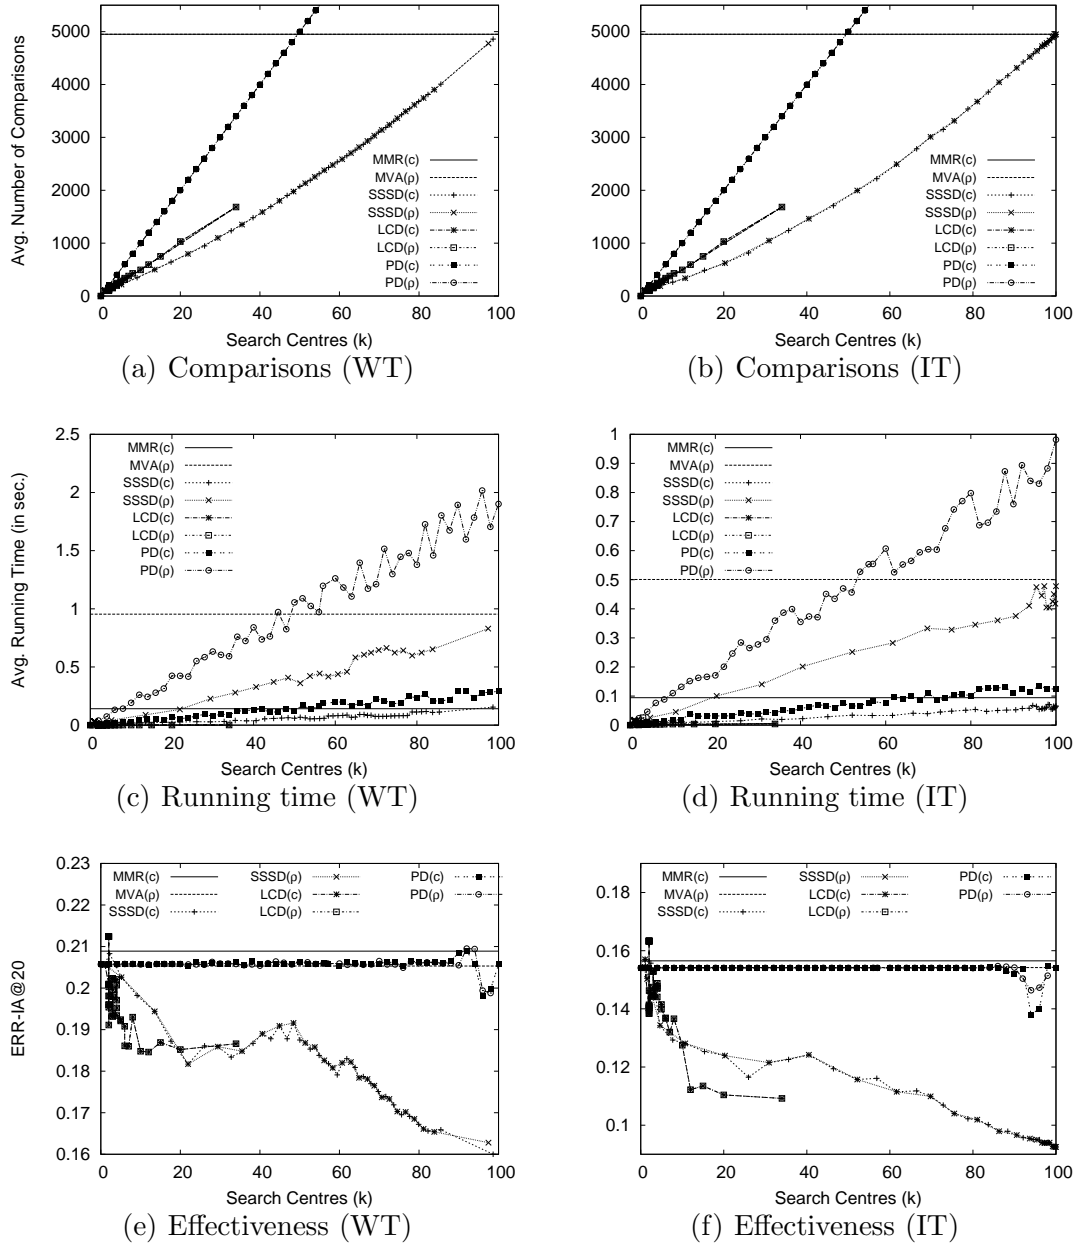 Avg. Number of Comparisons
5000
4000
3000
2000
1000
0
0 20 40 60 80 100
MMR(c)
MVA(ρ)
SSSD(c)
SSSD(ρ)
LCD(c)
LCD(ρ)
PD(c)
PD(ρ)
Search Centres (k)
(a) Comparisons (WT)
5000
4000
3000
2000
1000
0
0 20 40 60 80 100
MMR(c)
MVA(ρ)
SSSD(c)
SSSD(ρ)
LCD(c)
LCD(ρ)
PD(c)
PD(ρ)
Search Centres (k)
(b) Comparisons (IT)
Avg. Running Time (in sec.)
2.5
2
1.5
1
0.5
0
0 20 40 60 80 100
MMR(c)
MVA(ρ)
SSSD(c)
SSSD(ρ)
LCD(c)
LCD(ρ)
PD(c)
PD(ρ)
Search Centres (k)
(c) Running time (WT)
1
0.9
0.8
0.7
0.6
0.5
0.4
0.3
0.2
0.1
0
0 20 40 60 80 100
MMR(c)
MVA(ρ)
SSSD(c)
SSSD(ρ)
LCD(c)
LCD(ρ)
PD(c)
PD(ρ)
Search Centres (k)
(d) Running time (IT)
ERR-IA@20
0.23
0.22
0.21
0.2
0.19
0.18
0.17
0.16
0 20 40 60 80 100
MMR(c) SSSD(ρ) PD(c)
MVA(ρ) LCD(c) PD(ρ)
SSSD(c) LCD(ρ)
Search Centres (k)
(e) Effectiveness (WT)
0.18
0.16
0.14
0.12
0.1
0 20 40 60 80 100
MMR(c) SSSD(ρ) PD(c)
MVA(ρ) LCD(c) PD(ρ)
SSSD(c) LCD(ρ)
Search Centres (k)
(f) Effectiveness (IT)